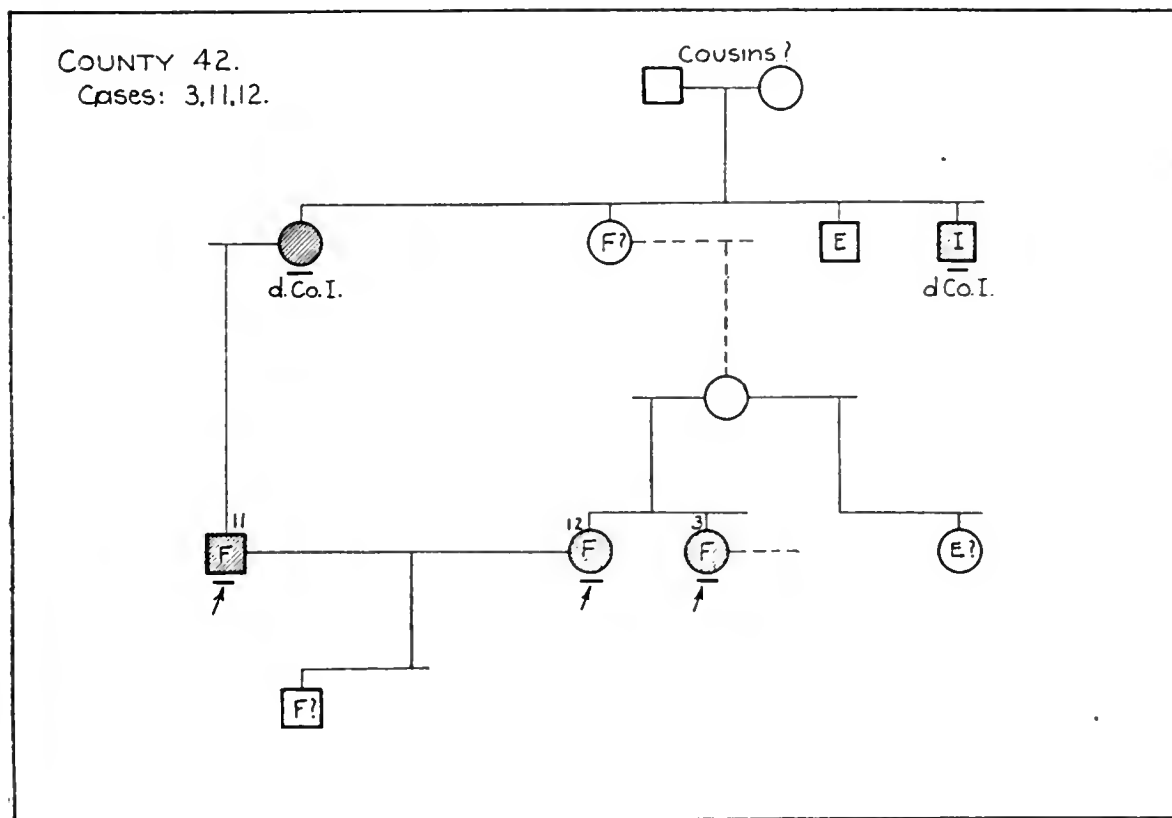 COUNTY 42.
Cases: 3,11,12.
Cousins?
F?
E
I
d.Co.I.
d Co.I.
11
F
12
F
3
F
E?
F?